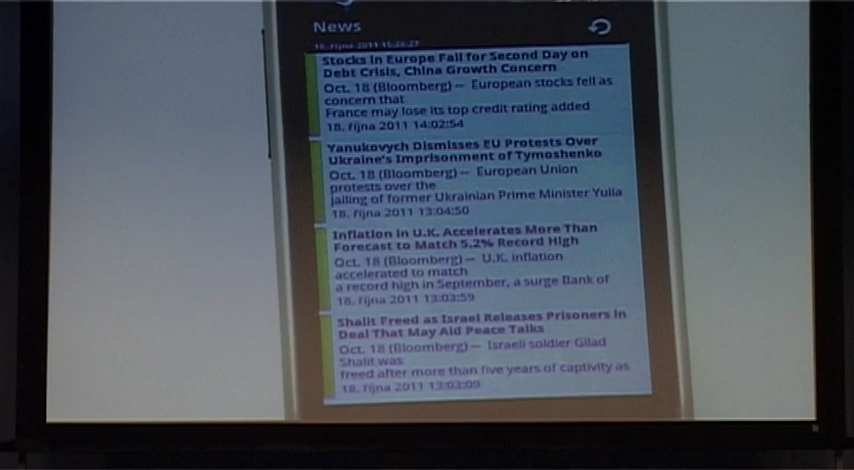 News
18. října 2011 15:23:27
Stocks in Europe Fall for Second Day on
Debt Crisis, China Growth Concern
Oct. 18 (Bloomberg) -- European stocks fell as
concern that
France may lose its top credit rating added
18. října 2011 14:02:54
Yanukovych Dismisses EU Protests Over
Ukraine's Imprisonment of Tymoshenko
Oct. 18 (Bloomberg) -- European Union
protests over the
jailing of former Ukrainian Prime Minister Yulia
18. října 2011 13:04:50
Inflation in U.K. Accelerates More Than
Forecast to Match 5.2% Record High
Oct. 18 (Bloomberg) -- U.K. inflation
accelerated to match
a record high in September, a surge Bank of
18. října 2011 13:03:59
Shalit Freed as Israel Releases Prisoners in
Deal That May Aid Peace Talks
Oct. 18 (Bloomberg) -- Israeli soldier Gilad
Shalit was
freed after more than five years of captivity as
18. října 2011 13:03:09